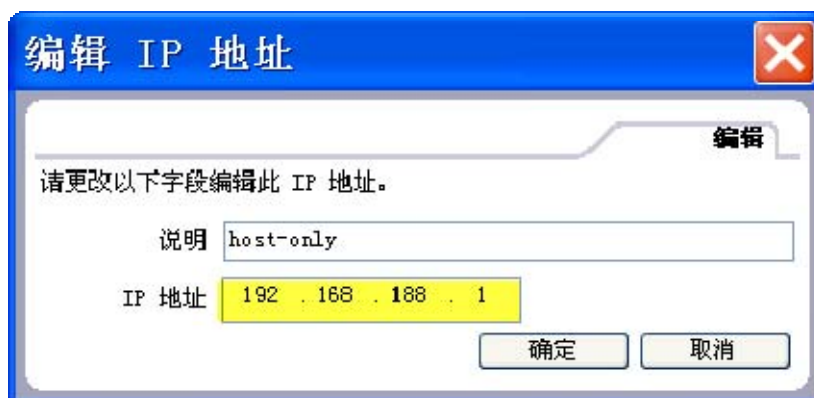 编辑 IP 地址
编辑
请更改以下字段编辑此 IP 地址。
说明 host-only
IP 地址 192 . 168 . 188 . 1
确定 取消